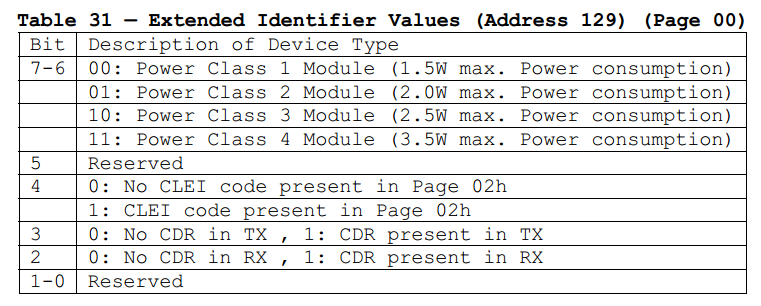 Table 31 — Extended Identifier Values (Address 129) (Page 00)
Bit Description of Device Type
7-6 00: Power Class 1 Module (1.5W max. Power consumption)
01: Power Class 2 Module (2.0W max. Power consumption)
10: Power Class 3 Module (2.5W max. Power consumption)
11: Power Class 4 Module (3.5W max. Power consumption)
5 Reserved
4 0: No CLEI code present in Page 02h
1: CLEI code present in Page 02h
3 0: No CDR in TX , 1: CDR present in TX
2 0: No CDR in RX , 1: CDR present in RX
1-0 Reserved